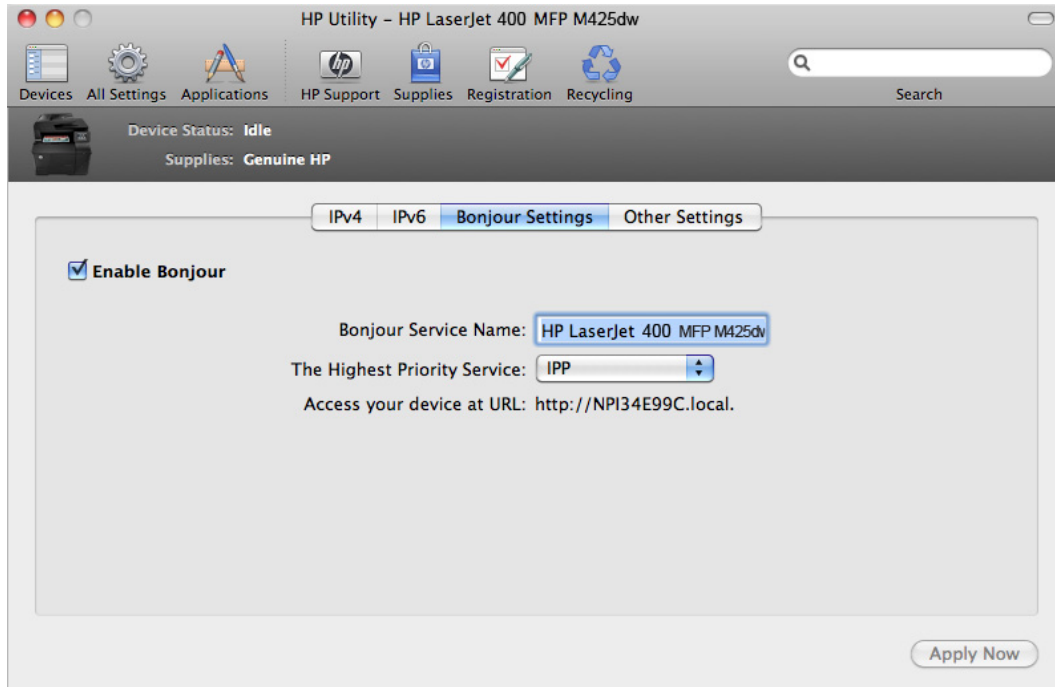 HP Utility – HP LaserJet 400 MFP M425dw
Devices All Settings Applications HP Support Supplies Registration Recycling Search
Device Status: Idle
Supplies: Genuine HP
IPv4 IPv6 Bonjour Settings Other Settings
Enable Bonjour
Bonjour Service Name: HP LaserJet 400 MFP M425dw
The Highest Priority Service: IPP
Access your device at URL: http://NPI34E99C.local.
Apply Now